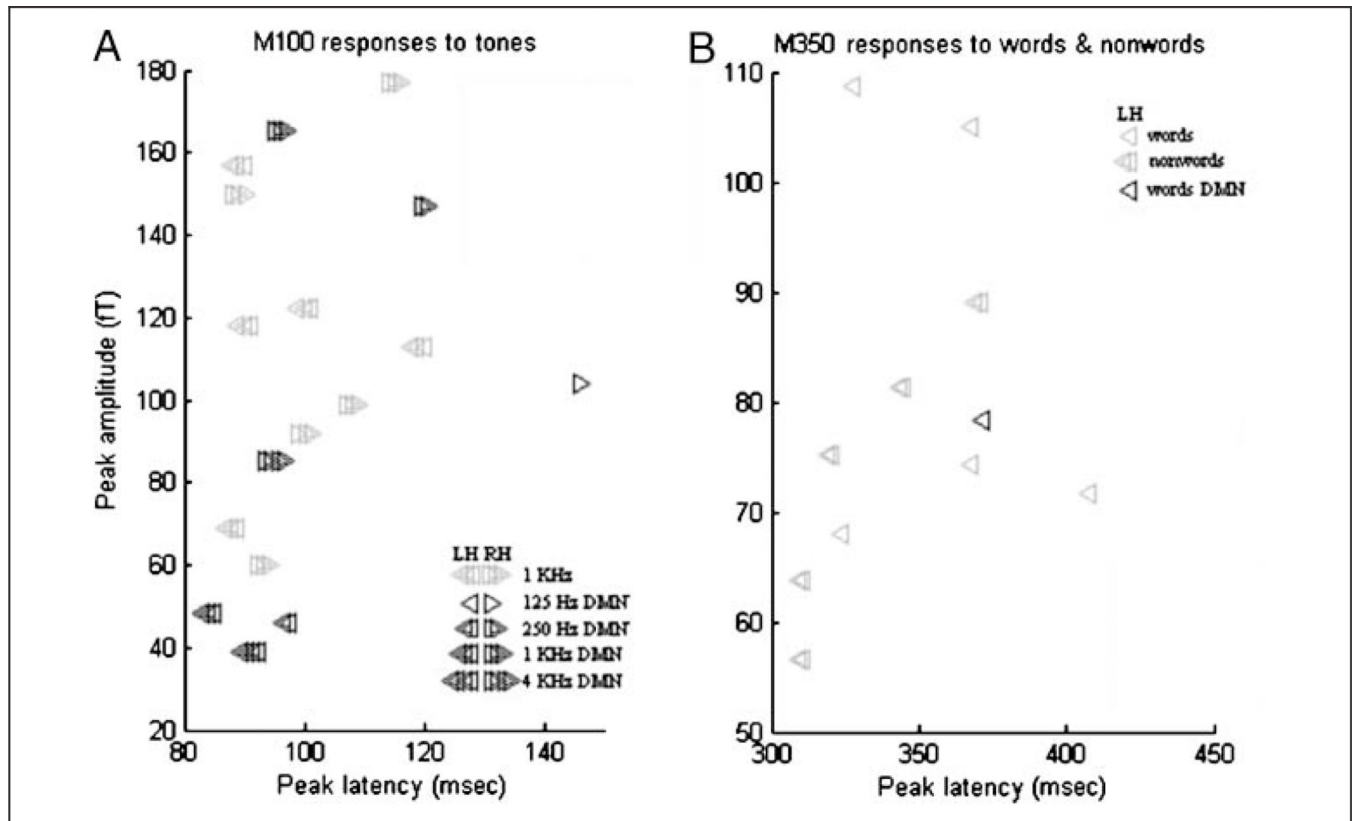 A
M100 responses to tones
180
160
140
120
100
80
60
40
20
Peak amplitude (fT)
LH RH
1 KHz
125 Hz DMN
250 Hz DMN
1 KHz DMN
4 KHz DMN
80 100 120 140
Peak latency (msec)
B
M350 responses to words & nonwords
110
100
90
80
70
60
50
LH
words
nonwords
words DMN
300 350 400 450
Peak latency (msec)